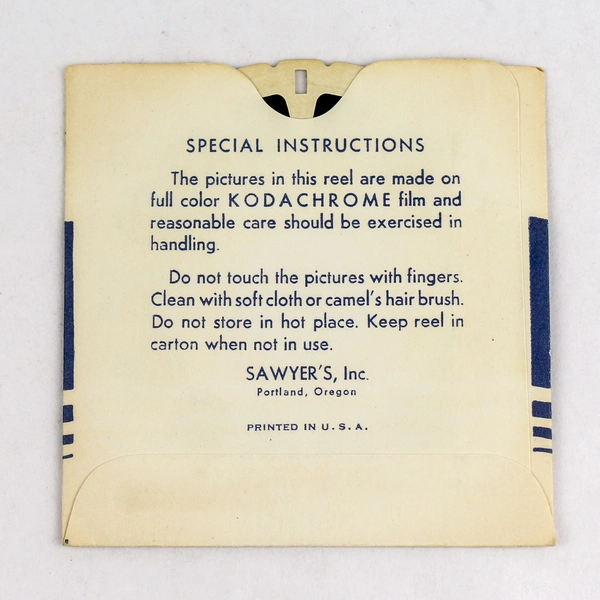 SPECIAL INSTRUCTIONS
The pictures in this reel are made on
full color KODACHROME film and
reasonable care should be exercised in
handling.
Do not touch the pictures with fingers.
Clean with soft cloth or camel's hair brush.
Do not store in hot place. Keep reel in
carton when not in use.
SAWYER'S, Inc.
Portland, Oregon
PRINTED IN U. S. A.